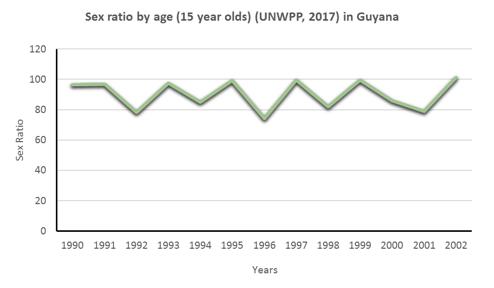 Sex ratio by age (15 year olds) (UNWPP, 2017) in Guyana
120
100
80
60
40
20
0
Sex Ratio
1990 1991 1992 1993 1994 1995 1996 1997 1998 1999 2000 2001 2002
Years